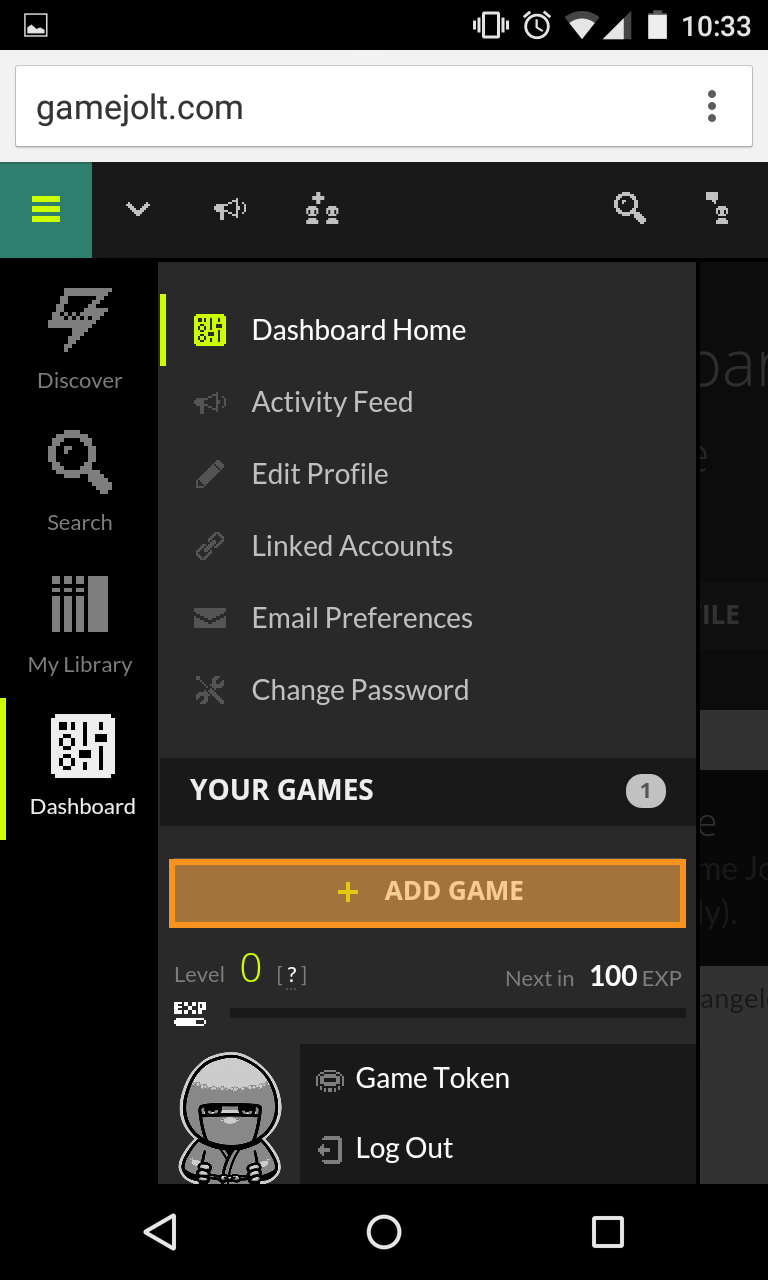 10:33
gamejolt.com
Discover
Search
My Library
Dashboard
Dashboard Home
Activity Feed
Edit Profile
Linked Accounts
Email Preferences
Change Password
YOUR GAMES 1
+ ADD GAME
Level 0 [?] Next in 100 EXP
EXP
Game Token
Log Out